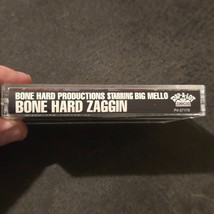 BONE HARD PRODUCTIONS STARRING BIG MELLO
BONE HARD ZAGGIN
RAP-A-LOT